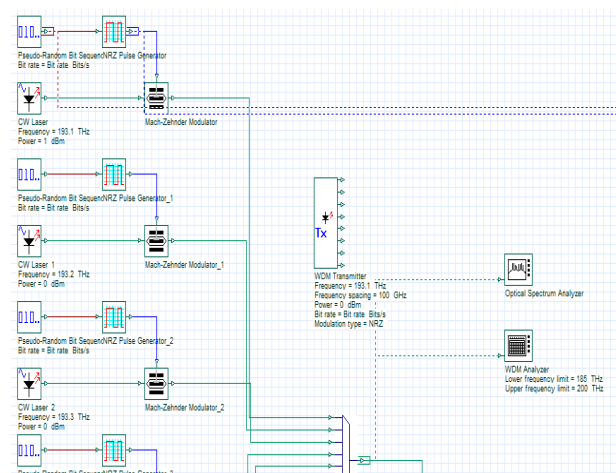 010..
Pseudo-Random Bit SequenNRZ Pulse Generator
Bit rate = Bit rate Bits/s
CW Laser
Frequency = 193.1 THz
Power = 1 dBm
Mach-Zehnder Modulator
010..
Pseudo-Random Bit SequenNRZ Pulse Generator_1
Bit rate = Bit rate Bits/s
CW Laser 1
Frequency = 193.2 THz
Power = 0 dBm
Mach-Zehnder Modulator_1
Tx
WDM Transmitter
Frequency = 193.1 THz
Frequency spacing = 100 GHz
Power = 0 dBm
Bit rate = Bit rate Bits/s
Modulation type = NRZ
Optical Spectrum Analyzer
WDM Analyzer
Lower frequency limit = 185 THz
Upper frequency limit = 200 THz
010..
Pseudo-Random Bit SequenNRZ Pulse Generator_2
Bit rate = Bit rate Bits/s
CW Laser 2
Frequency = 193.3 THz
Power = 0 dBm
Mach-Zehnder Modulator_2
010..